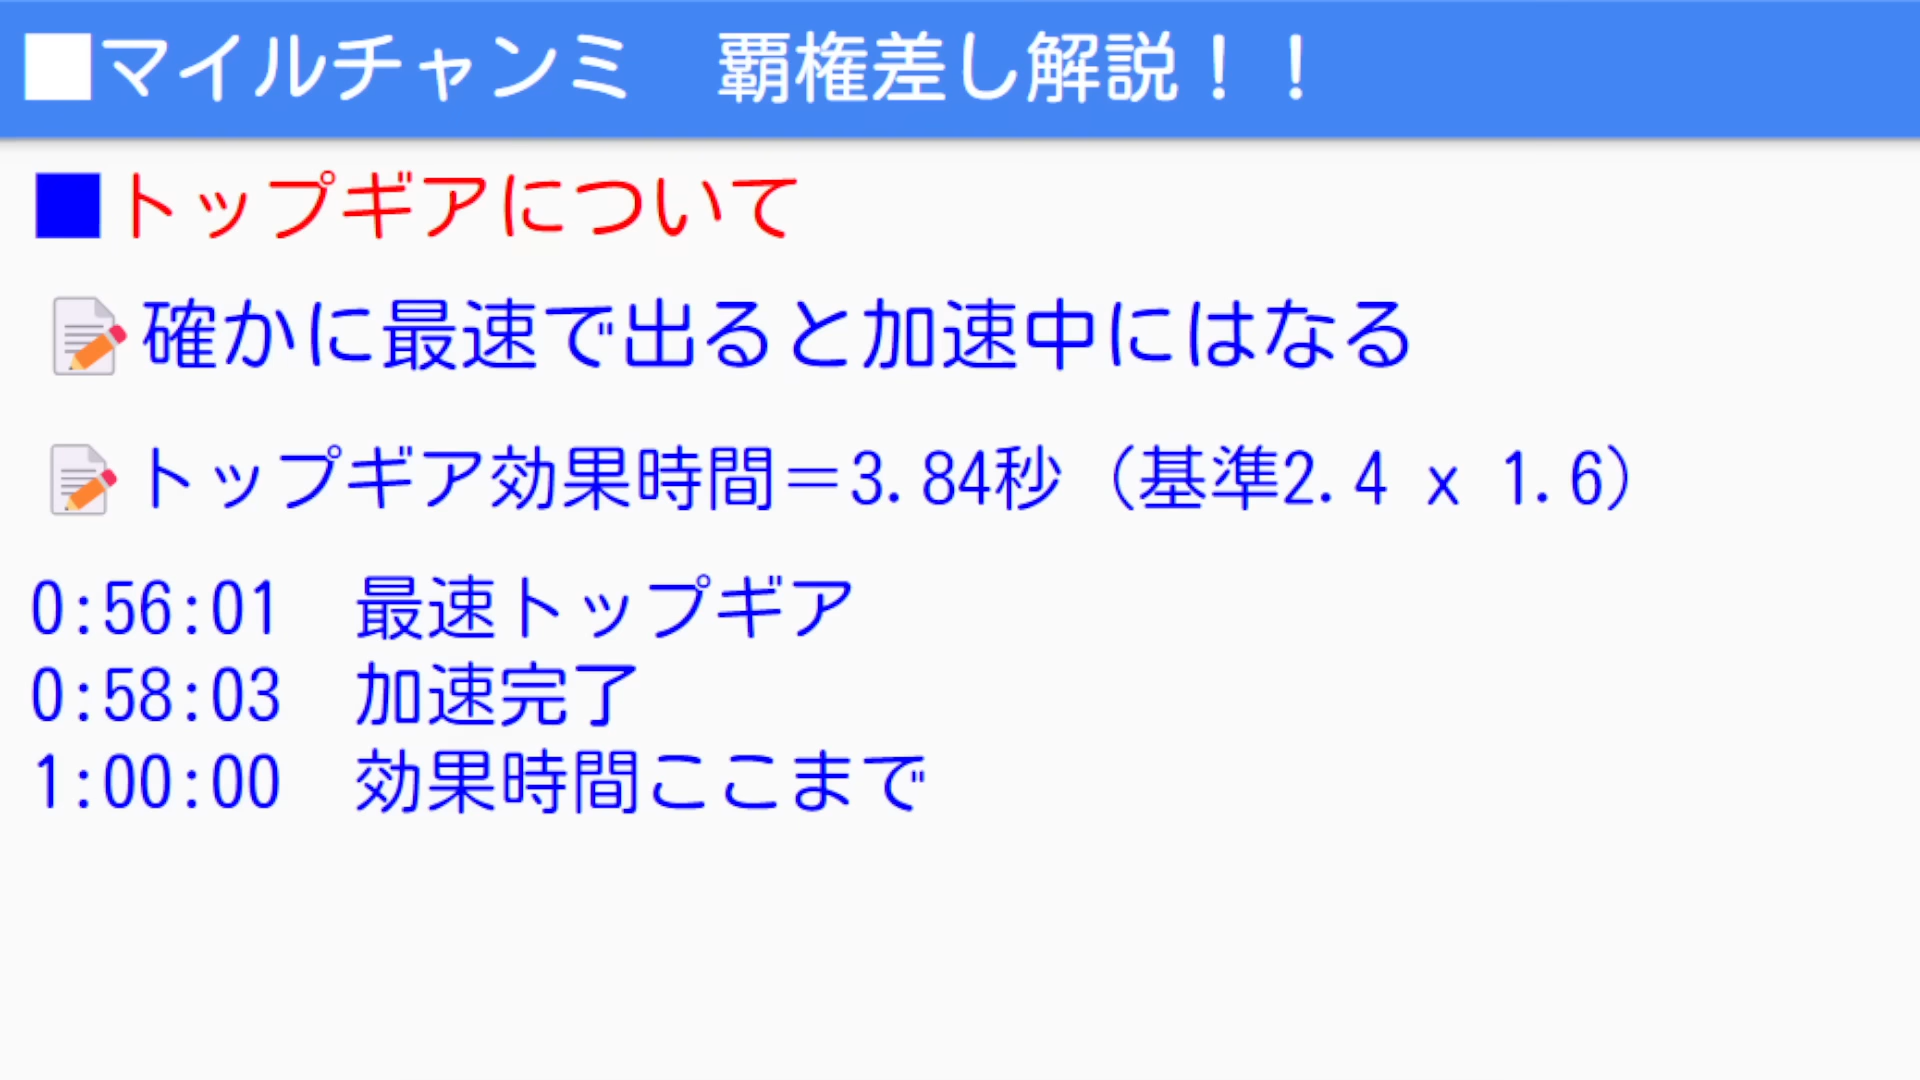 ■マイルチャンミ　覇権差し解説！！
■トップギアについて
📝確かに最速で出ると加速中にはなる
📝トップギア効果時間＝3.84秒（基準2.4 x 1.6）
0:56:01　最速トップギア
0:58:03　加速完了
1:00:00　効果時間ここまで